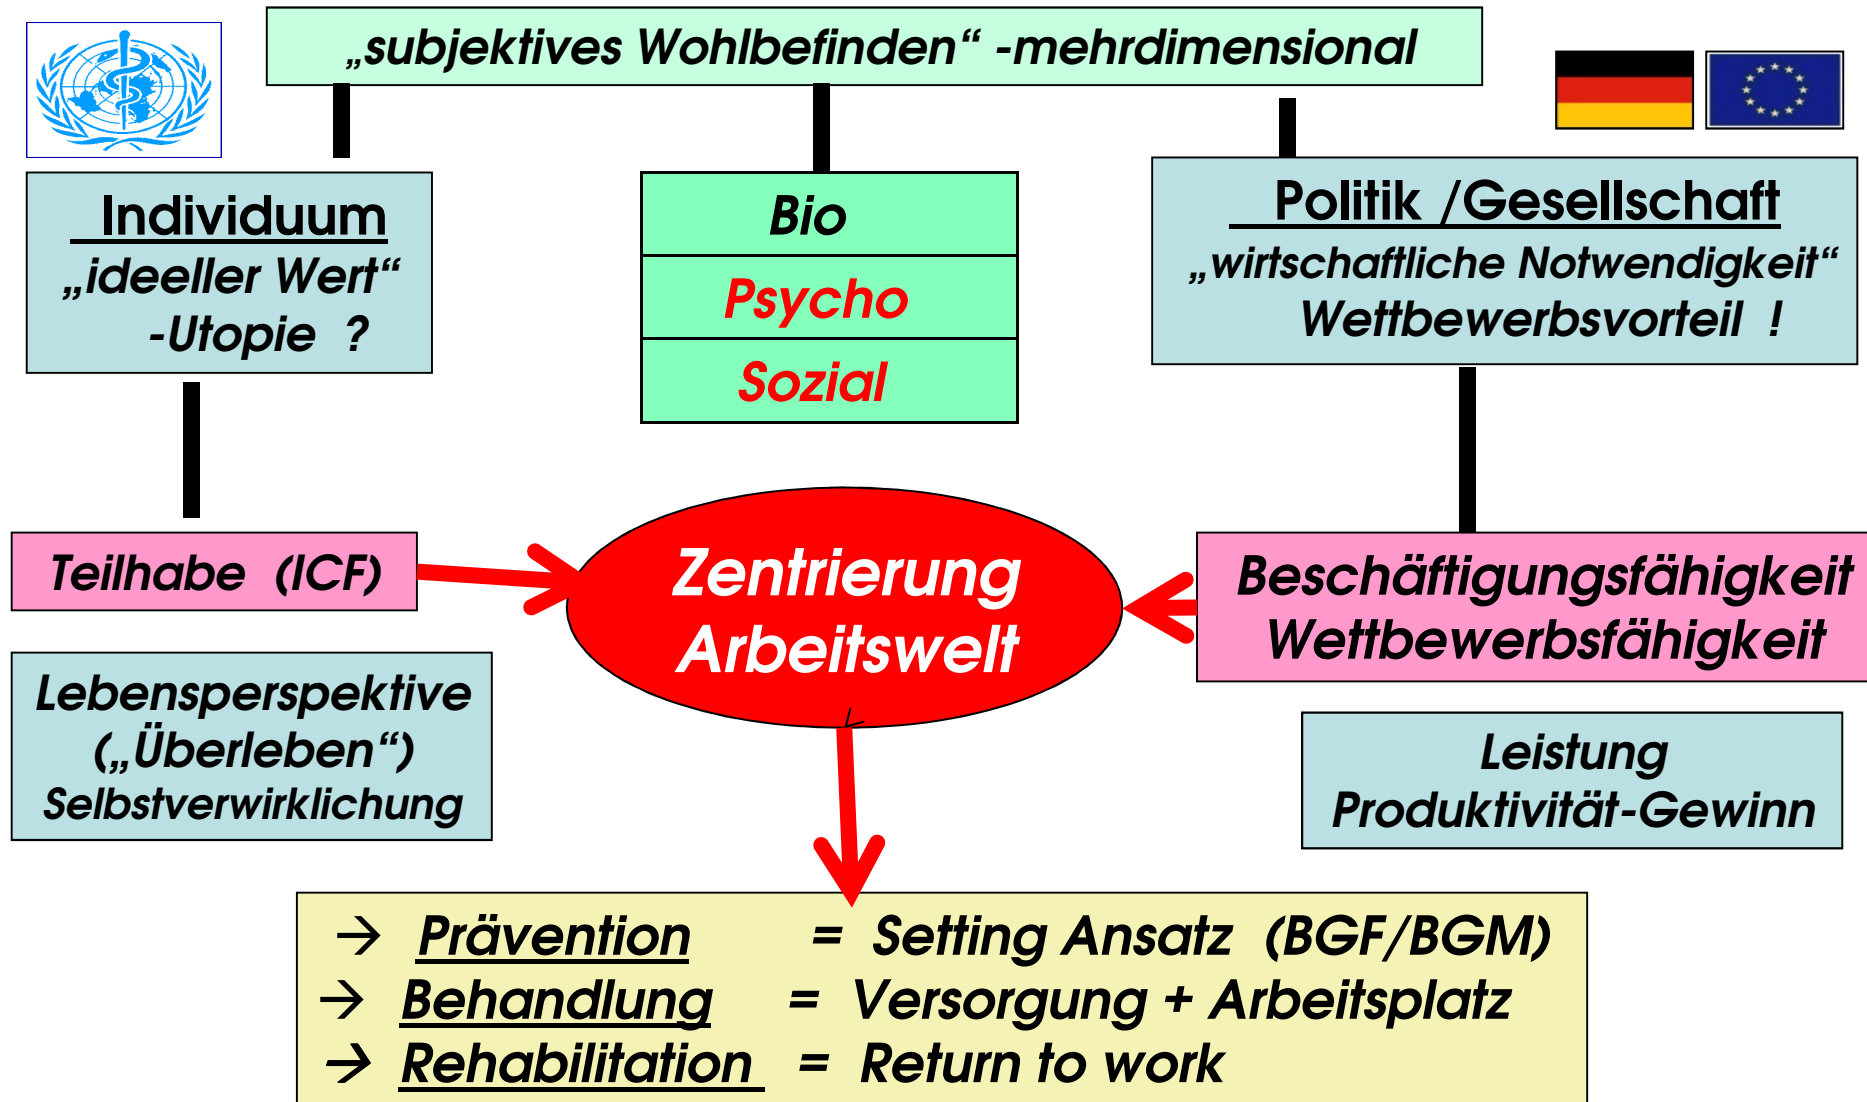 „subjektives Wohlbefinden“ -mehrdimensional
Individuum
„ideeller Wert“
-Utopie ?
Bio
Psycho
Sozial
Politik /Gesellschaft
„wirtschaftliche Notwendigkeit“
Wettbewerbsvorteil !
Teilhabe (ICF)
Zentrierung
Arbeitswelt
Beschäftigungsfähigkeit
Wettbewerbsfähigkeit
Lebensperspektive
(„Überleben“)
Selbstverwirklichung
Leistung
Produktivität-Gewinn
→ Prävention = Setting Ansatz (BGF/BGM)
→ Behandlung = Versorgung + Arbeitsplatz
→ Rehabilitation = Return to work